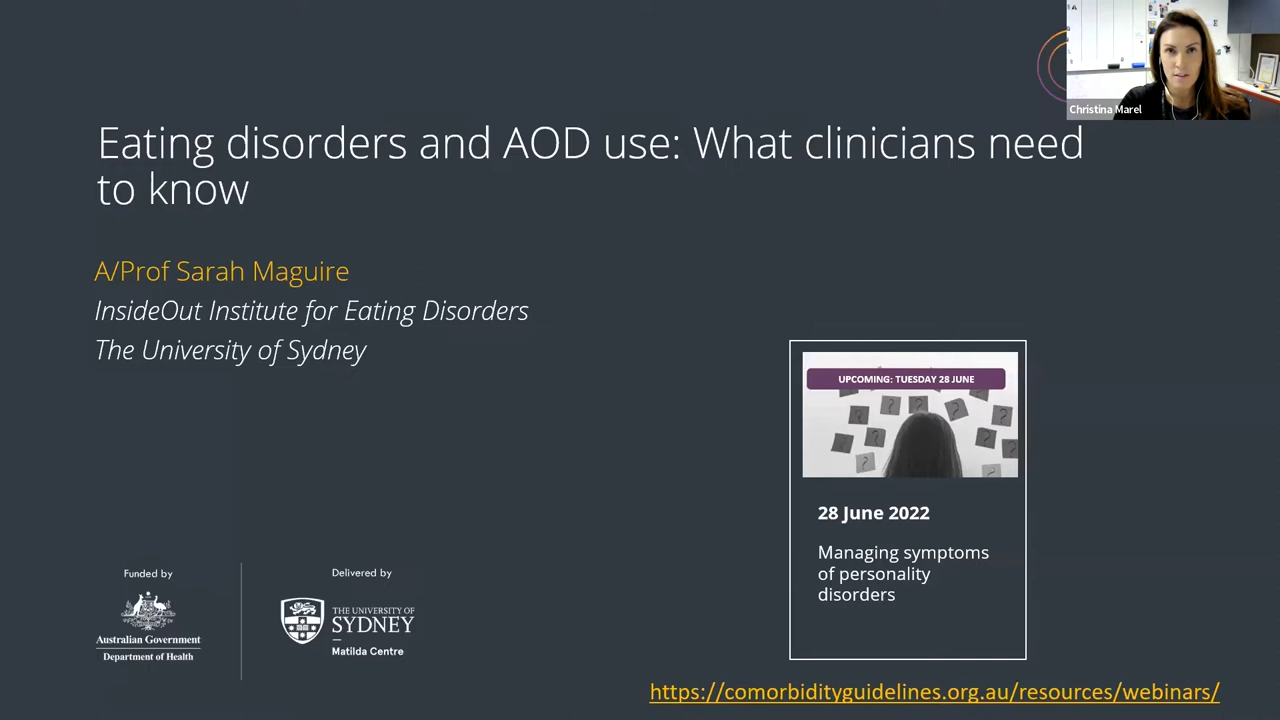 Christina Marel
Eating disorders and AOD use: What clinicians need
to know
A/Prof Sarah Maguire
InsideOut Institute for Eating Disorders
The University of Sydney
UPCOMING: TUESDAY 28 JUNE
28 June 2022
Managing symptoms
of personality
disorders
Funded by
Australian Government
Department of Health
Delivered by
THE UNIVERSITY OF
SYDNEY
Matilda Centre
https://comorbidityguidelines.org.au/resources/webinars/